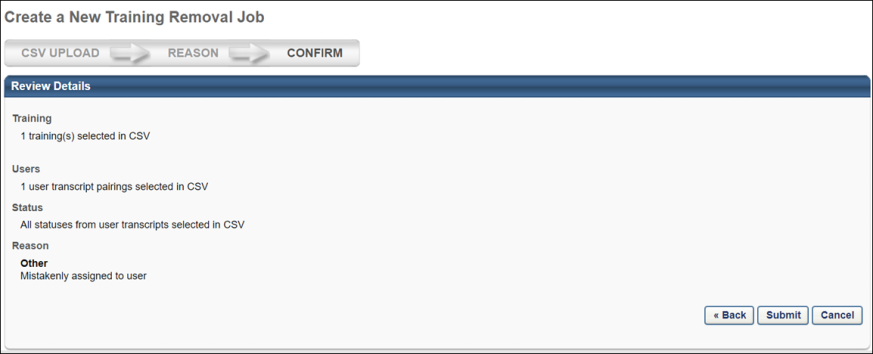 Create a New Training Removal Job
CSV UPLOAD REASON CONFIRM
Review Details
Training
1 training(s) selected in CSV
Users
1 user transcript pairings selected in CSV
Status
All statuses from user transcripts selected in CSV
Reason
Other
Mistakenly assigned to user
« Back Submit Cancel